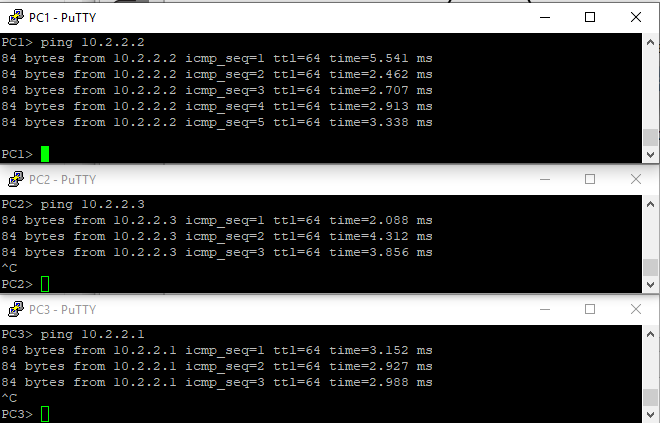 PC1 - PuTTY
PC1> ping 10.2.2.2
84 bytes from 10.2.2.2 icmp_seq=1 ttl=64 time=5.541 ms
84 bytes from 10.2.2.2 icmp_seq=2 ttl=64 time=2.462 ms
84 bytes from 10.2.2.2 icmp_seq=3 ttl=64 time=2.707 ms
84 bytes from 10.2.2.2 icmp_seq=4 ttl=64 time=2.913 ms
84 bytes from 10.2.2.2 icmp_seq=5 ttl=64 time=3.338 ms
PC1>
PC2 - PuTTY
PC2> ping 10.2.2.3
84 bytes from 10.2.2.3 icmp_seq=1 ttl=64 time=2.088 ms
84 bytes from 10.2.2.3 icmp_seq=2 ttl=64 time=4.312 ms
84 bytes from 10.2.2.3 icmp_seq=3 ttl=64 time=3.856 ms
^C
PC2>
PC3 - PuTTY
PC3> ping 10.2.2.1
84 bytes from 10.2.2.1 icmp_seq=1 ttl=64 time=3.152 ms
84 bytes from 10.2.2.1 icmp_seq=2 ttl=64 time=2.927 ms
84 bytes from 10.2.2.1 icmp_seq=3 ttl=64 time=2.988 ms
^C
PC3>